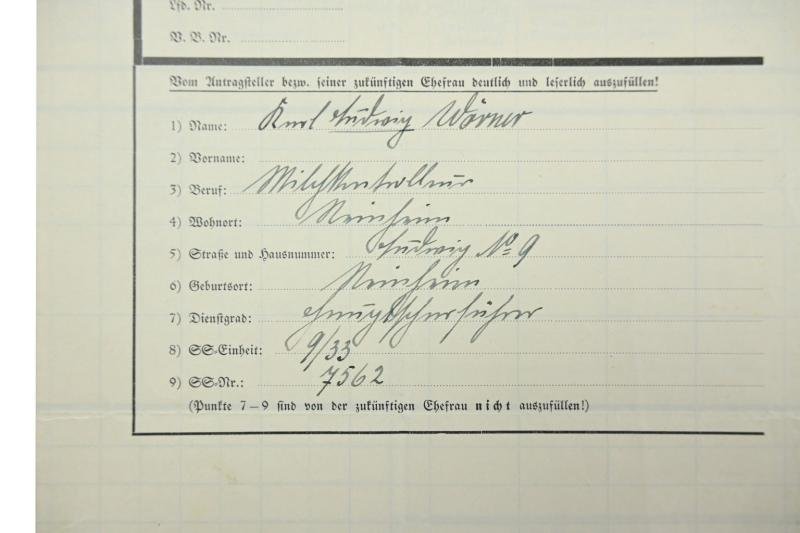 Lfd. Nr.
V. B. Nr.
Vom Antragsteller bezw. seiner zukünftigen Ehefrau deutlich und leserlich auszufüllen!
1) Name: Karl Ludwig Wörner
2) Vorname:
3) Beruf: Milchkontrolleur
4) Wohnort: Reinheim
5) Straße und Hausnummer: Ludwig No 9
6) Geburtsort: Reinheim
7) Dienstgrad: Hauptscharführer
8) SS-Einheit: 9/33
9) SS-Nr.: 7562
(Punkte 7–9 sind von der zukünftigen Ehefrau nicht auszufüllen!)